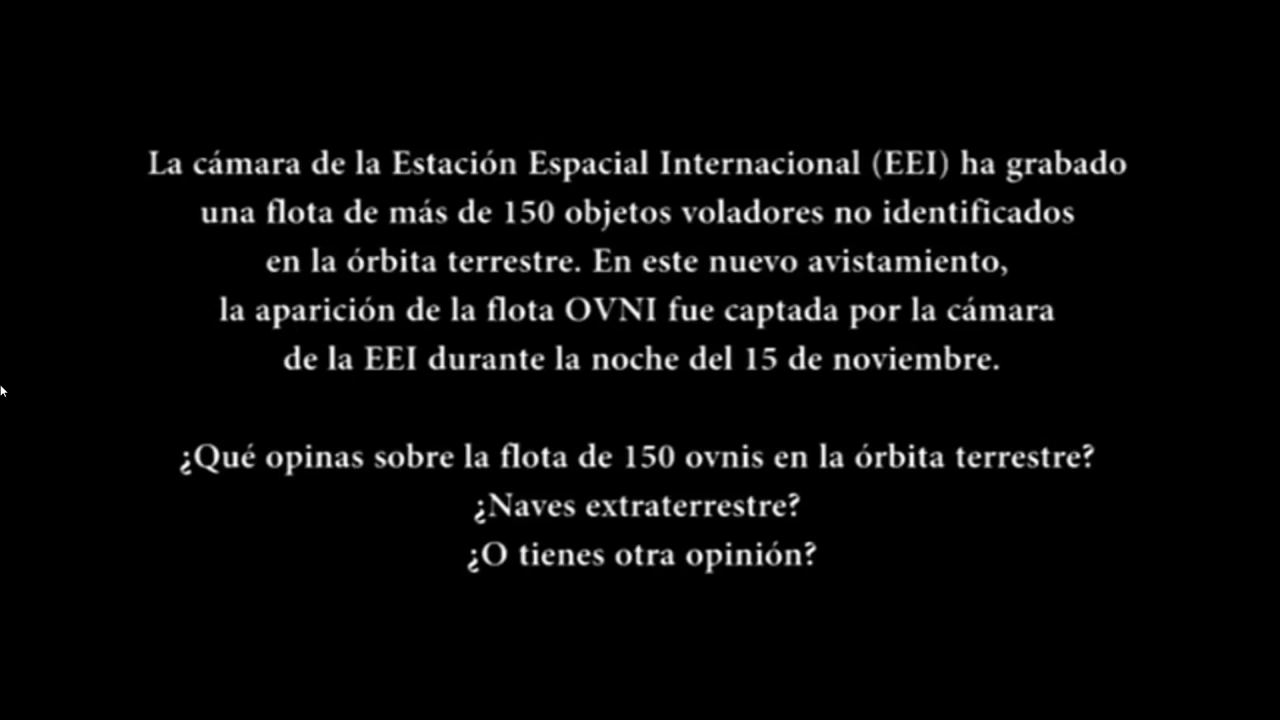 La cámara de la Estación Espacial Internacional (EEI) ha grabado
una flota de más de 150 objetos voladores no identificados
en la órbita terrestre. En este nuevo avistamiento,
la aparición de la flota OVNI fue captada por la cámara
de la EEI durante la noche del 15 de noviembre.
¿Qué opinas sobre la flota de 150 ovnis en la órbita terrestre?
¿Naves extraterrestre?
¿O tienes otra opinión?